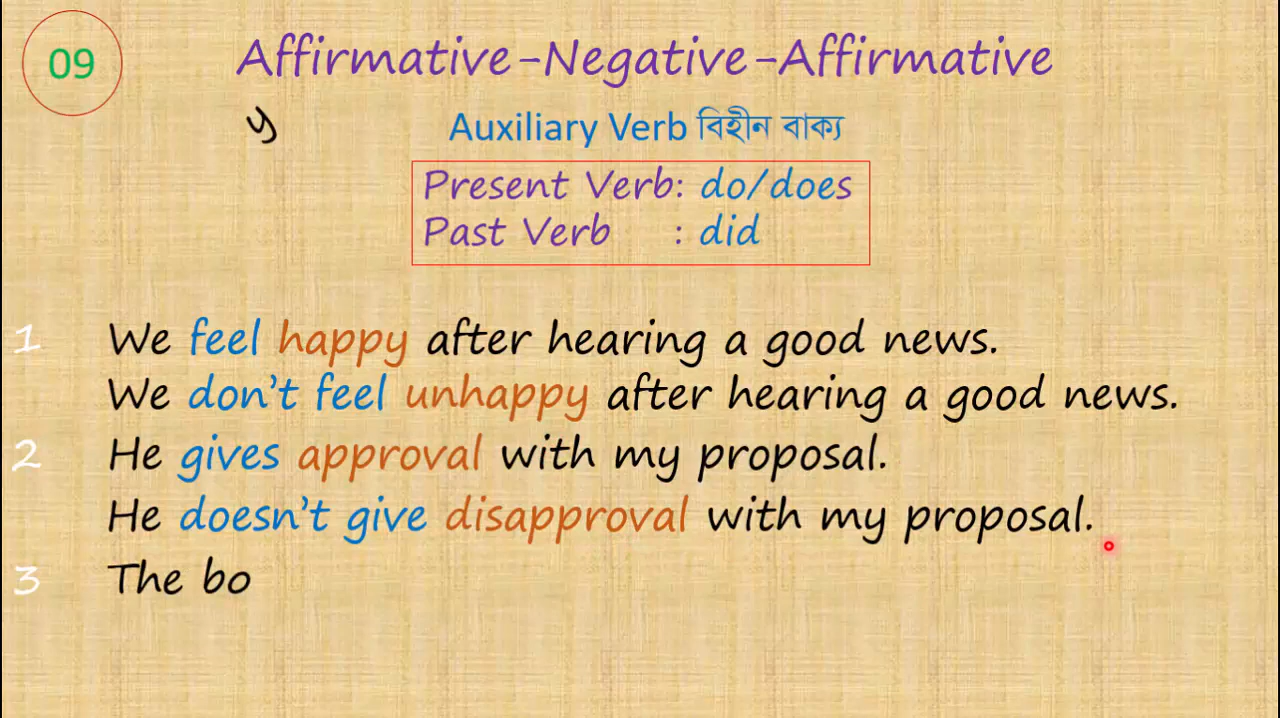 09
Affirmative-Negative-Affirmative
y
Auxiliary Verb বিহীন বাক্য
Present Verb: do/does
Past Verb : did
1 We feel happy after hearing a good news.
We don't feel unhappy after hearing a good news.
2 He gives approval with my proposal.
He doesn't give disapproval with my proposal.
3 The bo